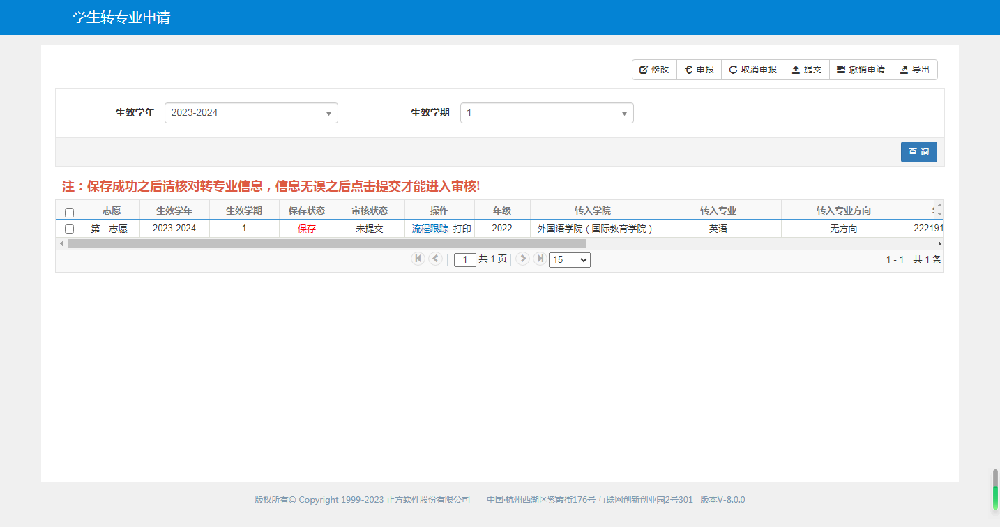 学生转专业申请
修改 申报 取消申报 提交 撤销申请 导出
生效学年 2023-2024 生效学期 1
查 询
注：保存成功之后请核对转专业信息，信息无误之后点击提交才能进入审核!
志愿 生效学年 生效学期 保存状态 审核状态 操作 年级 转入学院 转入专业 转入专业方向
第一志愿 2023-2024 1 保存 未提交 流程跟踪 打印 2022 外国语学院（国际教育学院） 英语 无方向 222191
1 共 1 页 15 1 - 1 共 1 条
版权所有© Copyright 1999-2023 正方软件股份有限公司 中国·杭州西湖区紫霞街176号 互联网创新创业园2号301 版本V-8.0.0